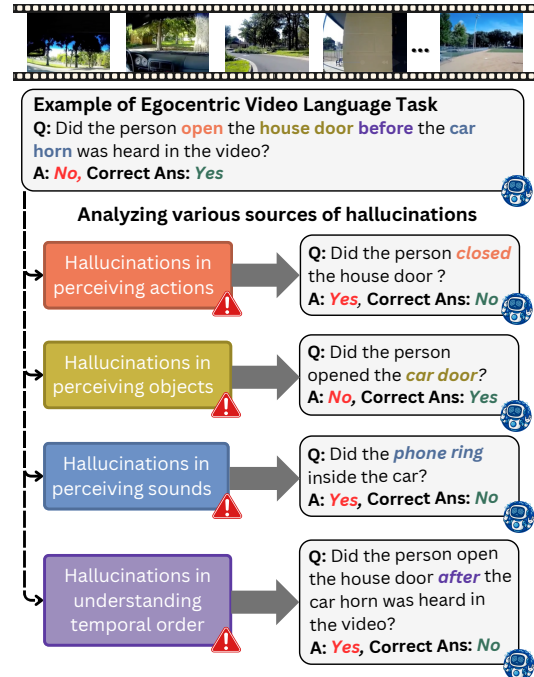 ...
Example of Egocentric Video Language Task
Q: Did the person open the house door before the car
horn was heard in the video?
A: No, Correct Ans: Yes
Analyzing various sources of hallucinations
Hallucinations in
perceiving actions
Q: Did the person closed
the house door ?
A: Yes, Correct Ans: No
Hallucinations in
perceiving objects
Q: Did the person
opened the car door?
A: No, Correct Ans: Yes
Hallucinations in
perceiving sounds
Q: Did the phone ring
inside the car?
A: Yes, Correct Ans: No
Hallucinations in
understanding
temporal order
Q: Did the person open
the house door after the
car horn was heard in
the video?
A: Yes, Correct Ans: No